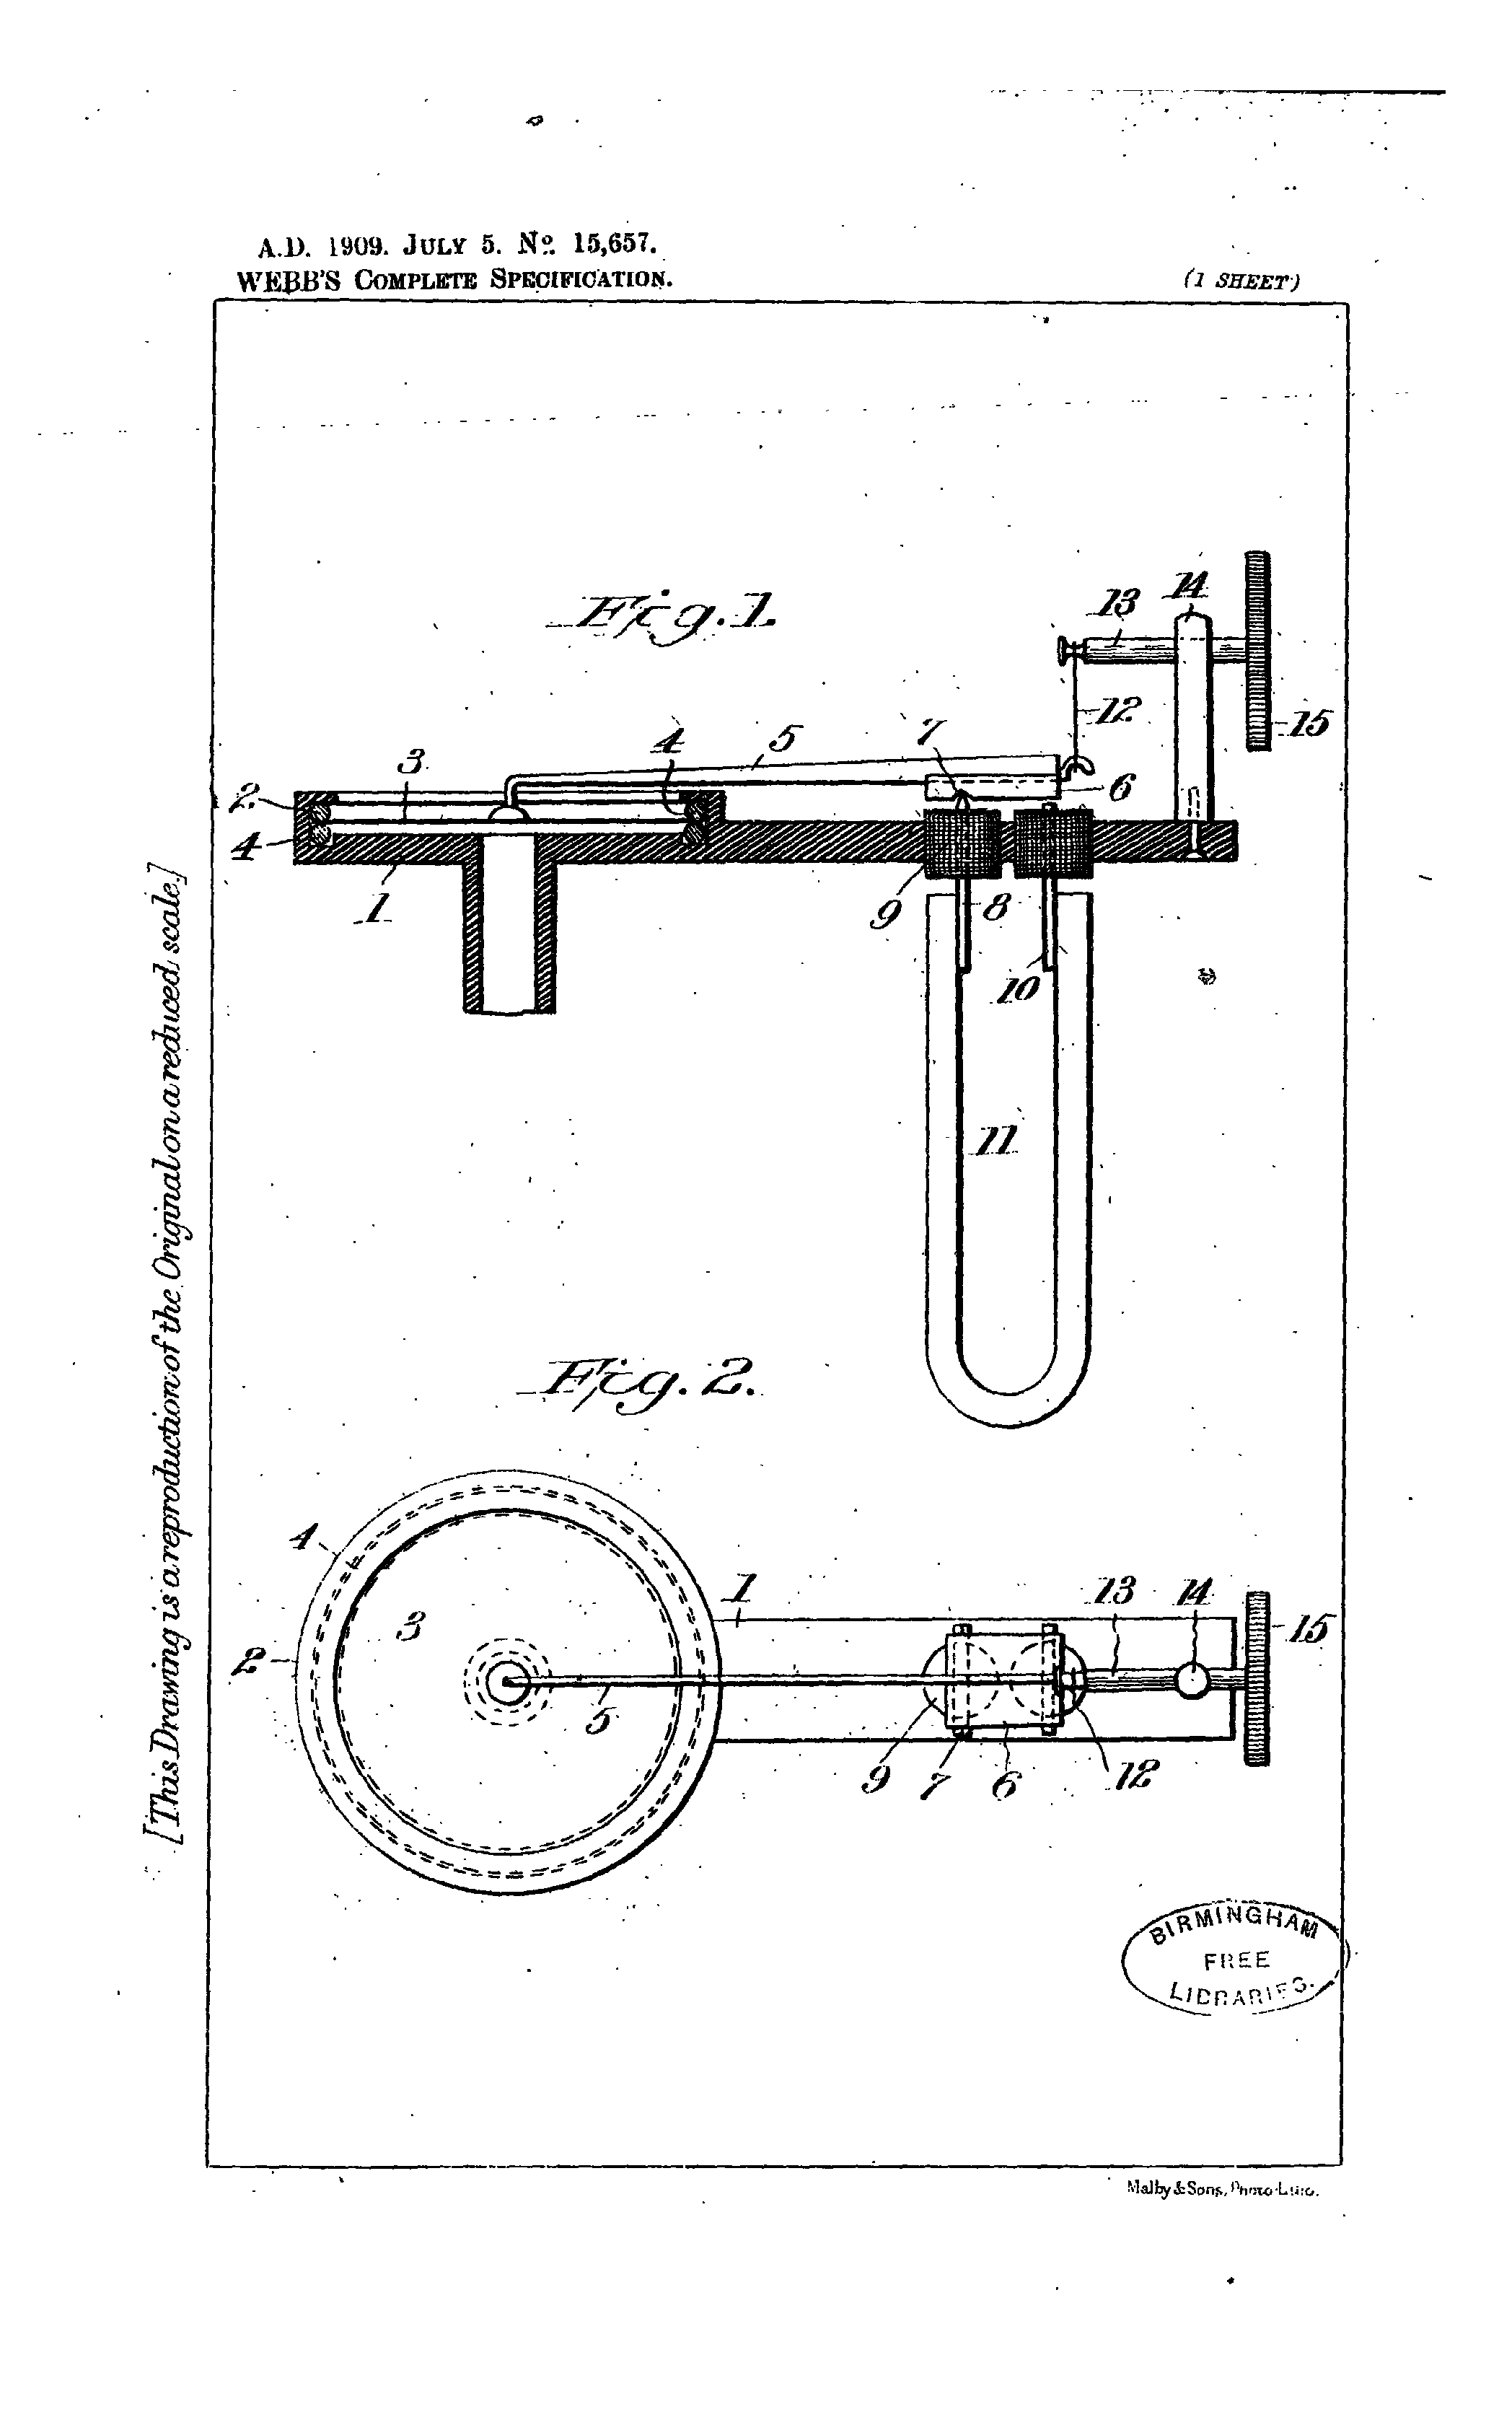 A.D. 1909. JULY 5. No. 15,657.
WEBB'S COMPLETE SPECIFICATION.
(1 SHEET)
[This Drawing is a reproduction of the Original on a reduced scale.]
Fig. 1.
14
13
15
12
7
5
4
3
2
6
4
1
9
8
10
11
Fig. 2.
4
1
13
14
3
15
2
5
9
7
6
12
BIRMINGHAM
FREE
LIBRARIES.
Malby & Sons, Photo-Litho.